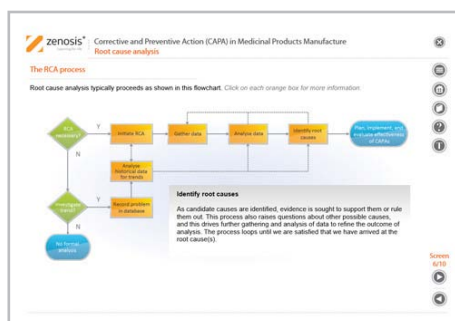 zenosis
Corrective and Preventive Action (CAPA) in Medicinal Products Manufacture
Root cause analysis
The RCA process
Root cause analysis typically proceeds as shown in this flowchart. Click on each orange box for more information.
RCA
necessary?
Y
Initiate RCA
Gather data
Analyse data
Identify root
causes
Plan, implement, and
evaluate effectiveness
of CAPAs
N
Analyse
historical data
for trends
Investigate
trend?
Y
Record problem
in database
N
No formal
analysis
Identify root causes
As candidate causes are identified, evidence is sought to support them or rule
them out. This process also raises questions about other possible causes,
and this drives further gathering and analysis of data to refine the outcome of
analysis. The process loops until we are satisfied that we have arrived at the
root cause(s).
Screen
6/10